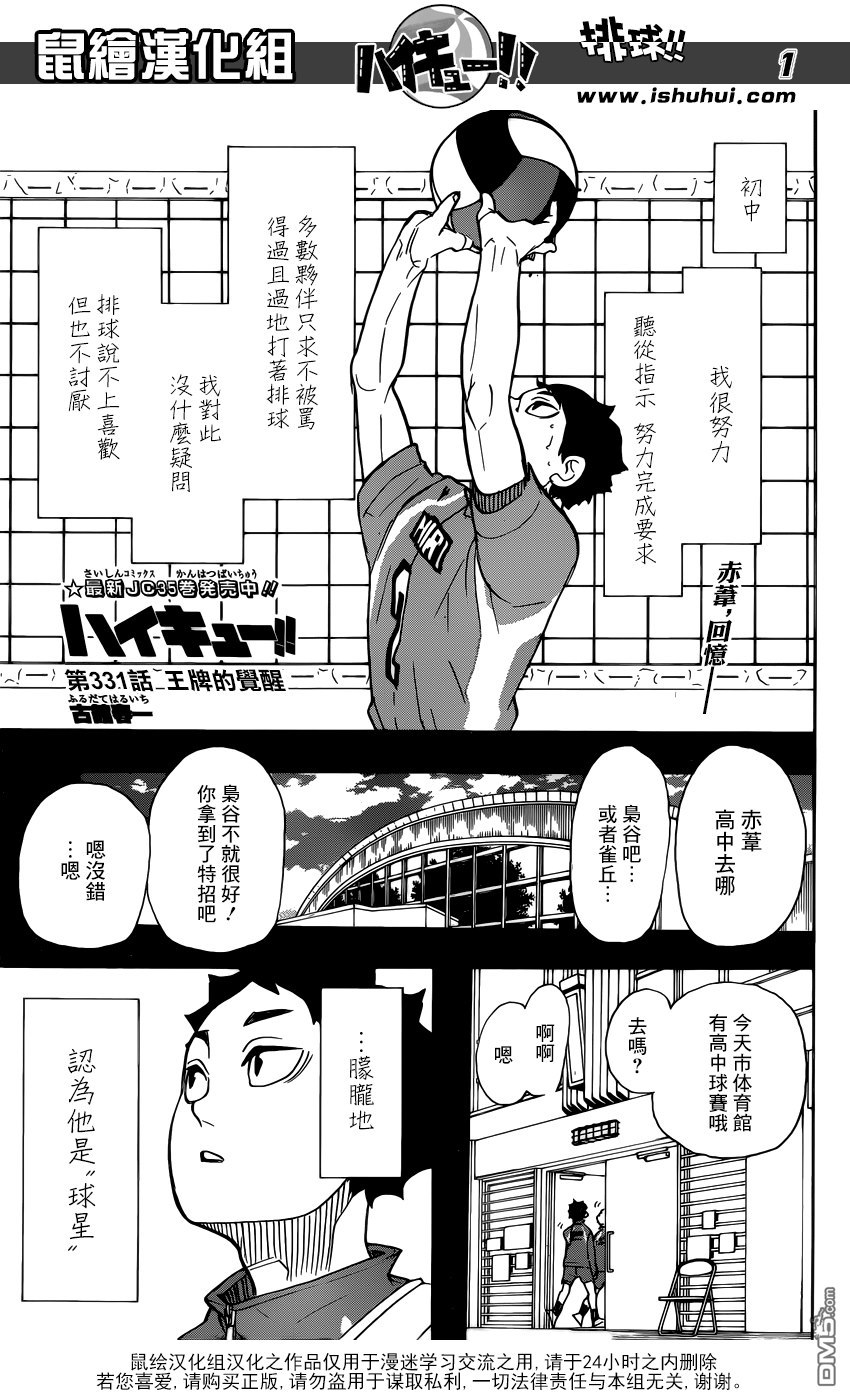 鼠繪漢化組
ハイキュー!!
排球!!
1
www.ishuhui.com
初中
我很努力
聽從指示 努力完成要求
多數夥伴只求不被罵
得過且過地打著排球
我對此
沒什麼疑問
排球說不上喜歡
但也不討厭
赤葦,回憶
さいしんコミックス かんはつばいちゅう
☆最新JC35巻発売中!!
ハイキュー!!
第331話 王牌的覺醒
ふるだてはるいち
古舘春一
赤葦
高中去哪
梟谷吧…
或者雀丘…
梟谷不就很好!
你拿到了特招吧
嗯沒錯
…嗯
今天市体育館
有高中球賽哦
去嗎?
啊啊
嗯
…朦朧地
認為他是"球星"
鼠绘汉化组汉化之作品仅用于漫迷学习交流之用,请于24小时之内删除
若您喜爱,请购买正版,请勿盗用于谋取私利,一切法律责任与本组无关,谢谢。
DM5.com